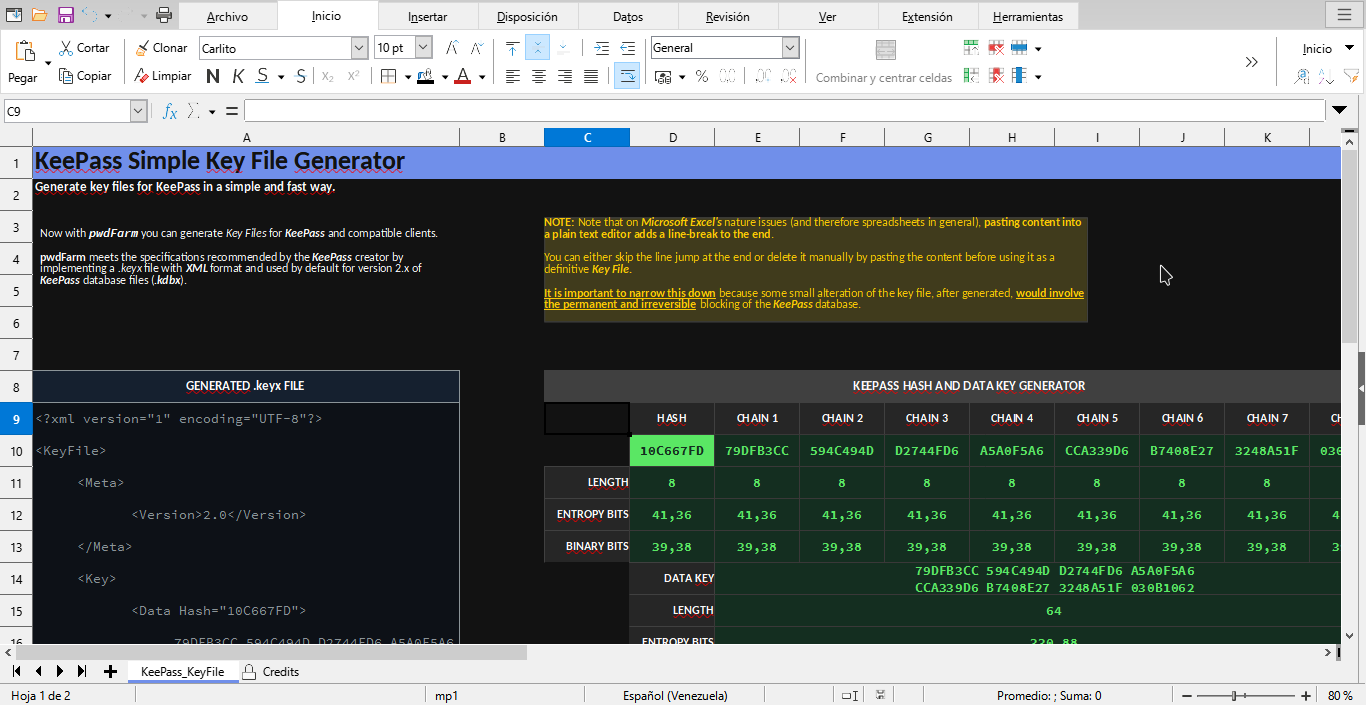 Archivo Inicio Insertar Disposición Datos Revisión Ver Extensión Herramientas
Pegar Cortar Clonar Carlito 10 pt General Combinar y centrar celdas Inicio
Copiar Limpiar N K S S X₂ X² A %
C9 fx Σ =
A B C D E F G H I J K
1 KeePass Simple Key File Generator
2 Generate key files for KeePass in a simple and fast way.
3 Now with pwdFarm you can generate Key Files for KeePass and compatible clients.
4 pwdFarm meets the specifications recommended by the KeePass creator by
implementing a .keyx file with XML format and used by default for version 2.x of
5 KeePass database files (.kdbx).
NOTE: Note that on Microsoft Excel's nature issues (and therefore spreadsheets in general), pasting content into
a plain text editor adds a line-break to the end.
You can either skip the line jump at the end or delete it manually by pasting the content before using it as a
definitive Key File.
It is important to narrow this down because some small alteration of the key file, after generated, would involve
the permanent and irreversible blocking of the KeePass database.
6
7
8 GENERATED .keyx FILE KEEPASS HASH AND DATA KEY GENERATOR
9 <?xml version="1" encoding="UTF-8"?> HASH CHAIN 1 CHAIN 2 CHAIN 3 CHAIN 4 CHAIN 5 CHAIN 6 CHAIN 7
10 <KeyFile> 10C667FD 79DFB3CC 594C494D D2744FD6 A5A0F5A6 CCA339D6 B7408E27 3248A51F 030
11 <Meta> LENGTH 8 8 8 8 8 8 8 8
12 <Version>2.0</Version> ENTROPY BITS 41,36 41,36 41,36 41,36 41,36 41,36 41,36 41,36 4
13 </Meta> BINARY BITS 39,38 39,38 39,38 39,38 39,38 39,38 39,38 39,38 3
14 <Key> DATA KEY 79DFB3CC 594C494D D2744FD6 A5A0F5A6
CCA339D6 B7408E27 3248A51F 030B1062
15 <Data Hash="10C667FD"> LENGTH 64
16 79DFB3CC 594C494D D2744FD6 A5A0F5A6 ENTROPY BITS 330,88
KeePass_KeyFile Credits
Hoja 1 de 2 mp1 Español (Venezuela) Promedio: ; Suma: 0 80 %